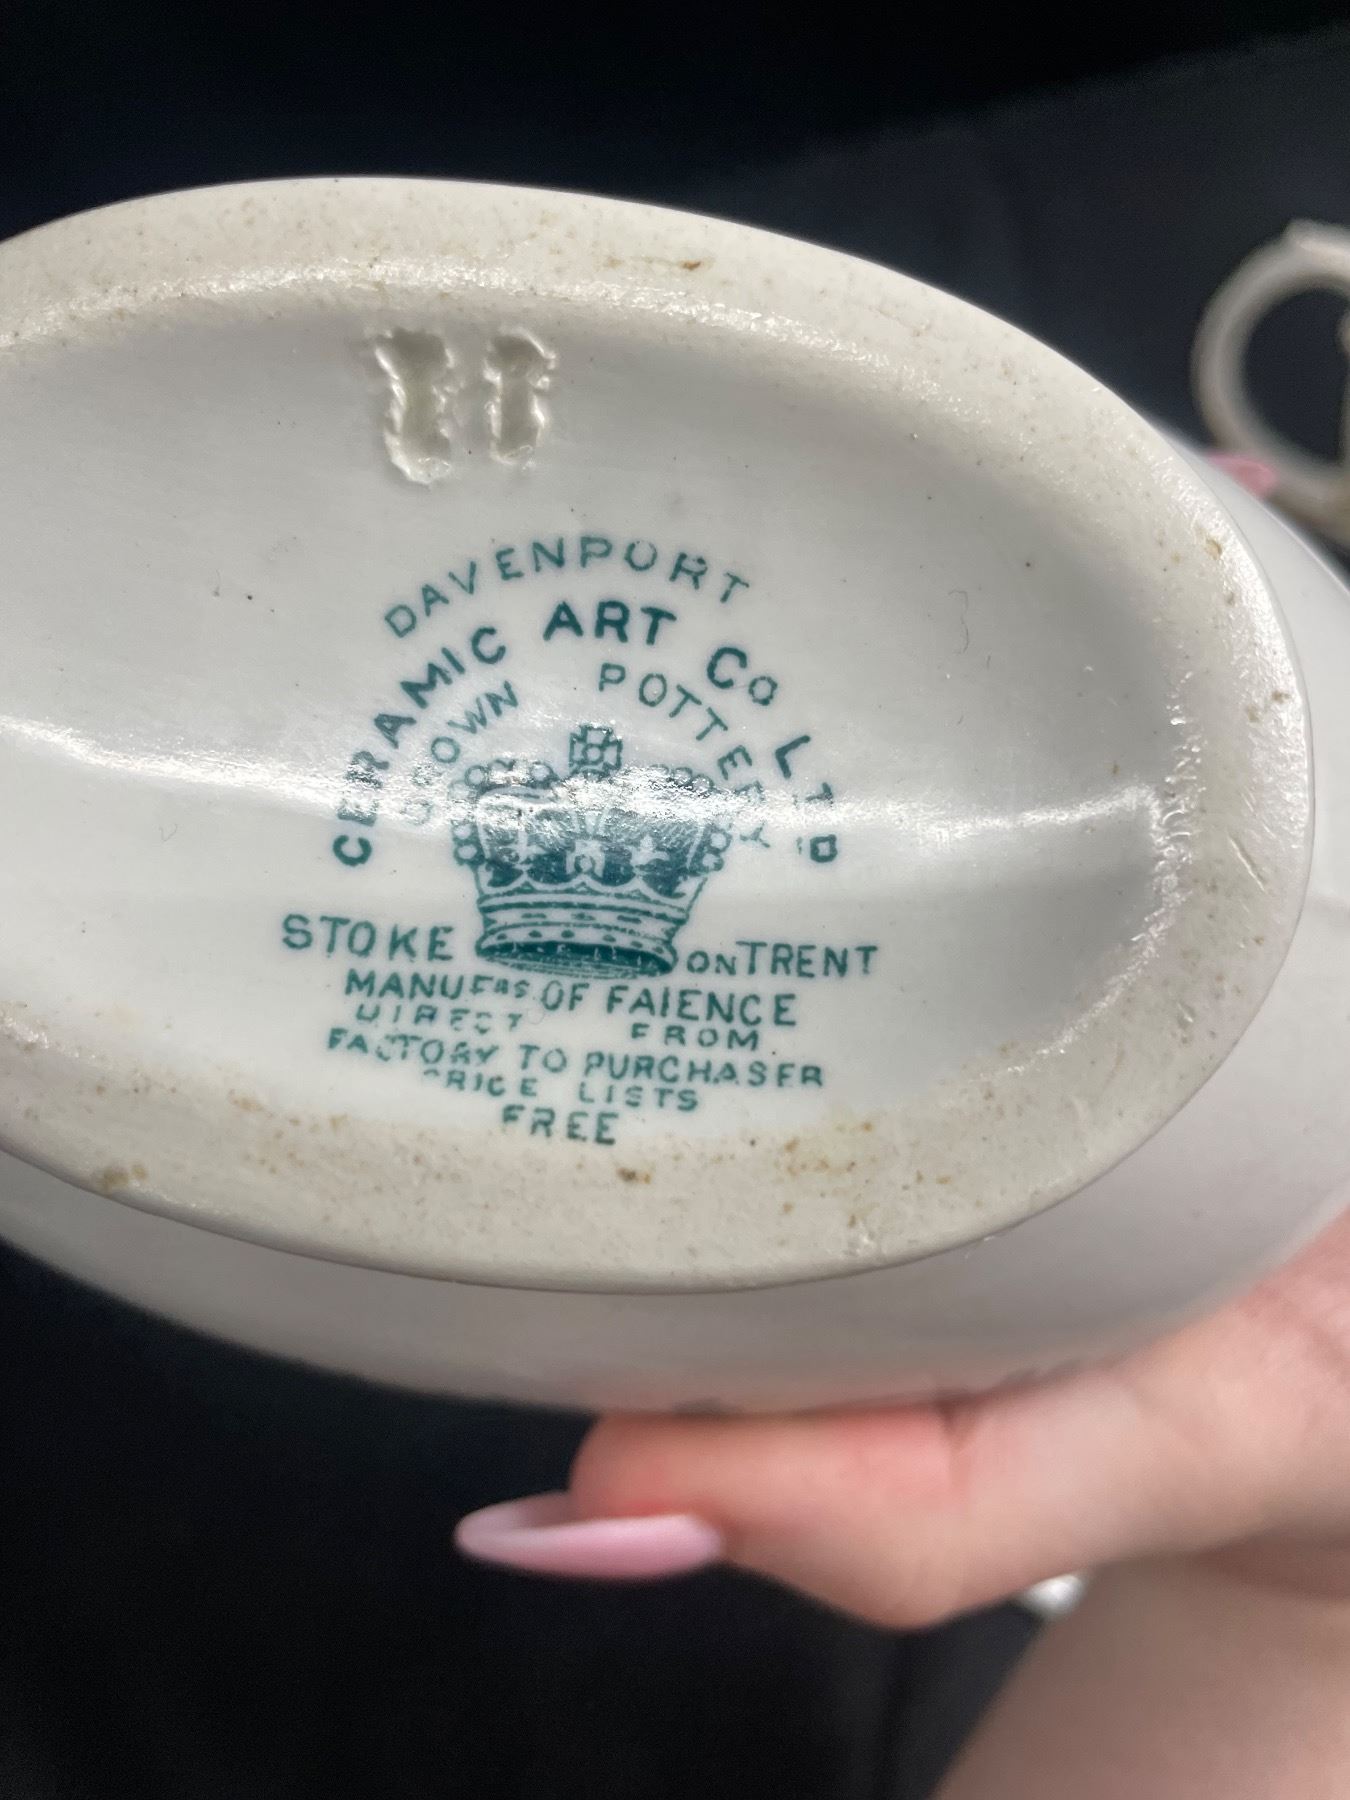 DAVENPORT
CERAMIC ART Co LTD
CROWN POTTERY
STOKE ON TRENT
MANUFRS OF FAIENCE
DIRECT FROM
FACTORY TO PURCHASER
PRICE LISTS
FREE